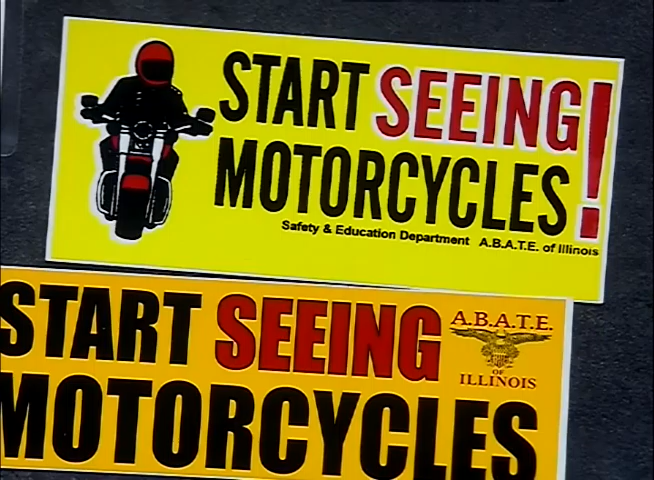 START SEEING!
MOTORCYCLES
Safety & Education Department A.B.A.T.E. of Illinois
START SEEING
MOTORCYCLES
A.B.A.T.E.
OF
ILLINOIS